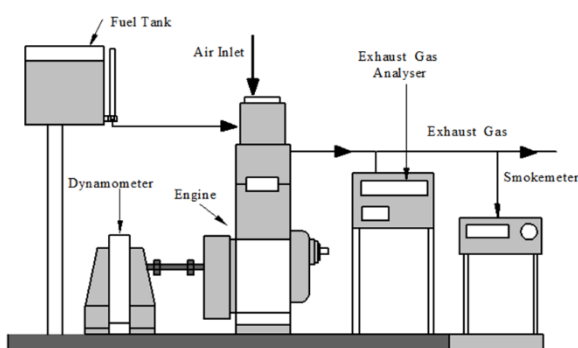 Fuel Tank
Air Inlet
Exhaust Gas
Analyser
Exhaust Gas
Smokemeter
Dynamometer
Engine